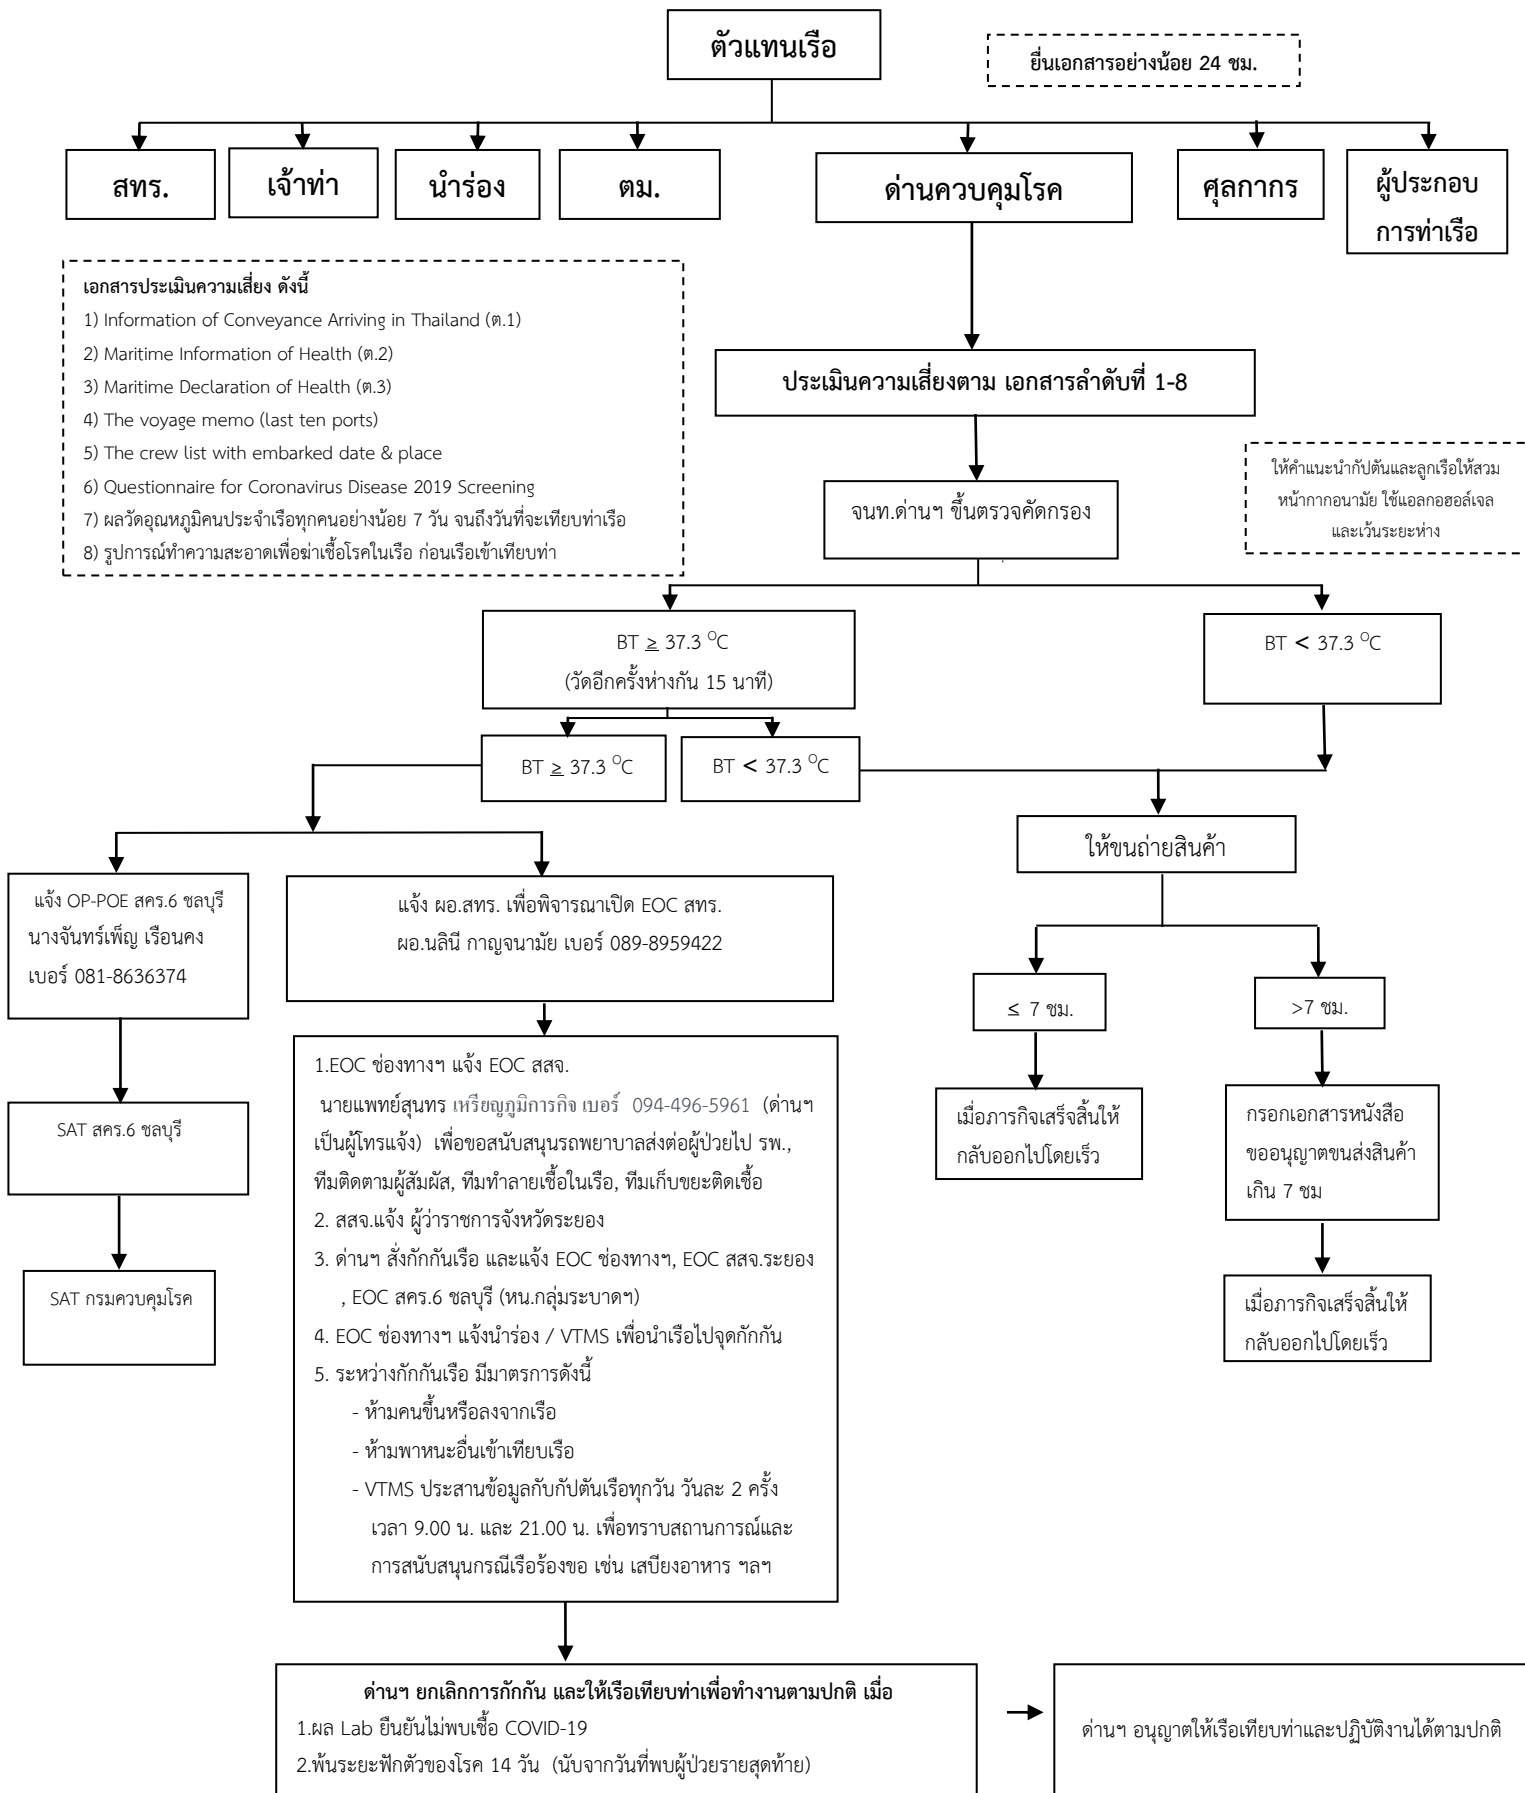 ตัวแทนเรือ
ยื่นเอกสารอย่างน้อย 24 ชม.
สทร.
เจ้าท่า
นำร่อง
ตม.
ด่านควบคุมโรค
ศุลกากร
ผู้ประกอบ
การท่าเรือ
เอกสารประเมินความเสี่ยง ดังนี้
1) Information of Conveyance Arriving in Thailand (ต.1)
2) Maritime Information of Health (ต.2)
3) Maritime Declaration of Health (ต.3)
4) The voyage memo (last ten ports)
5) The crew list with embarked date & place
6) Questionnaire for Coronavirus Disease 2019 Screening
7) ผลวัดอุณหภูมิคนประจำเรือทุกคนอย่างน้อย 7 วัน จนถึงวันที่จะเทียบท่าเรือ
8) รูปการณ์ทำความสะอาดเพื่อฆ่าเชื้อโรคในเรือ ก่อนเรือเข้าเทียบท่า
ประเมินความเสี่ยงตาม เอกสารลำดับที่ 1-8
จนท.ด่านฯ ขึ้นตรวจคัดกรอง
ให้คำแนะนำกัปตันและลูกเรือให้สวม
หน้ากากอนามัย ใช้แอลกอฮอล์เจล
และเว้นระยะห่าง
BT ≥ 37.3 °C
(วัดอีกครั้งห่างกัน 15 นาที)
BT < 37.3 °C
BT ≥ 37.3 °C
BT < 37.3 °C
ให้ขนถ่ายสินค้า
แจ้ง OP-POE สคร.6 ชลบุรี
นางจันทร์เพ็ญ เรือนคง
เบอร์ 081-8636374
แจ้ง ผอ.สทร. เพื่อพิจารณาเปิด EOC สทร.
ผอ.นลินี กาญจนามัย เบอร์ 089-8959422
≤ 7 ชม.
>7 ชม.
SAT สคร.6 ชลบุรี
SAT กรมควบคุมโรค
1.EOC ช่องทางฯ แจ้ง EOC สสจ.
นายแพทย์สุนทร เหรียญภูมิการกิจ เบอร์ 094-496-5961 (ด่านฯ
เป็นผู้โทรแจ้ง) เพื่อขอสนับสนุนรถพยาบาลส่งต่อผู้ป่วยไป รพ.,
ทีมติดตามผู้สัมผัส, ทีมทำลายเชื้อในเรือ, ทีมเก็บขยะติดเชื้อ
2. สสจ.แจ้ง ผู้ว่าราชการจังหวัดระยอง
3. ด่านฯ สั่งกักกันเรือ และแจ้ง EOC ช่องทางฯ, EOC สสจ.ระยอง
, EOC สคร.6 ชลบุรี (หน.กลุ่มระบาดฯ)
4. EOC ช่องทางฯ แจ้งนำร่อง / VTMS เพื่อนำเรือไปจุดกักกัน
5. ระหว่างกักกันเรือ มีมาตรการดังนี้
- ห้ามคนขึ้นหรือลงจากเรือ
- ห้ามพาหนะอื่นเข้าเทียบเรือ
- VTMS ประสานข้อมูลกับกัปตันเรือทุกวัน วันละ 2 ครั้ง
เวลา 9.00 น. และ 21.00 น. เพื่อทราบสถานการณ์และ
การสนับสนุนกรณีเรือร้องขอ เช่น เสบียงอาหาร ฯลฯ
เมื่อภารกิจเสร็จสิ้นให้
กลับออกไปโดยเร็ว
กรอกเอกสารหนังสือ
ขออนุญาตขนส่งสินค้า
เกิน 7 ชม
เมื่อภารกิจเสร็จสิ้นให้
กลับออกไปโดยเร็ว
ด่านฯ ยกเลิกการกักกัน และให้เรือเทียบท่าเพื่อทำงานตามปกติ เมื่อ
1.ผล Lab ยืนยันไม่พบเชื้อ COVID-19
2.พ้นระยะฟักตัวของโรค 14 วัน (นับจากวันที่พบผู้ป่วยรายสุดท้าย)
ด่านฯ อนุญาตให้เรือเทียบท่าและปฏิบัติงานได้ตามปกติ